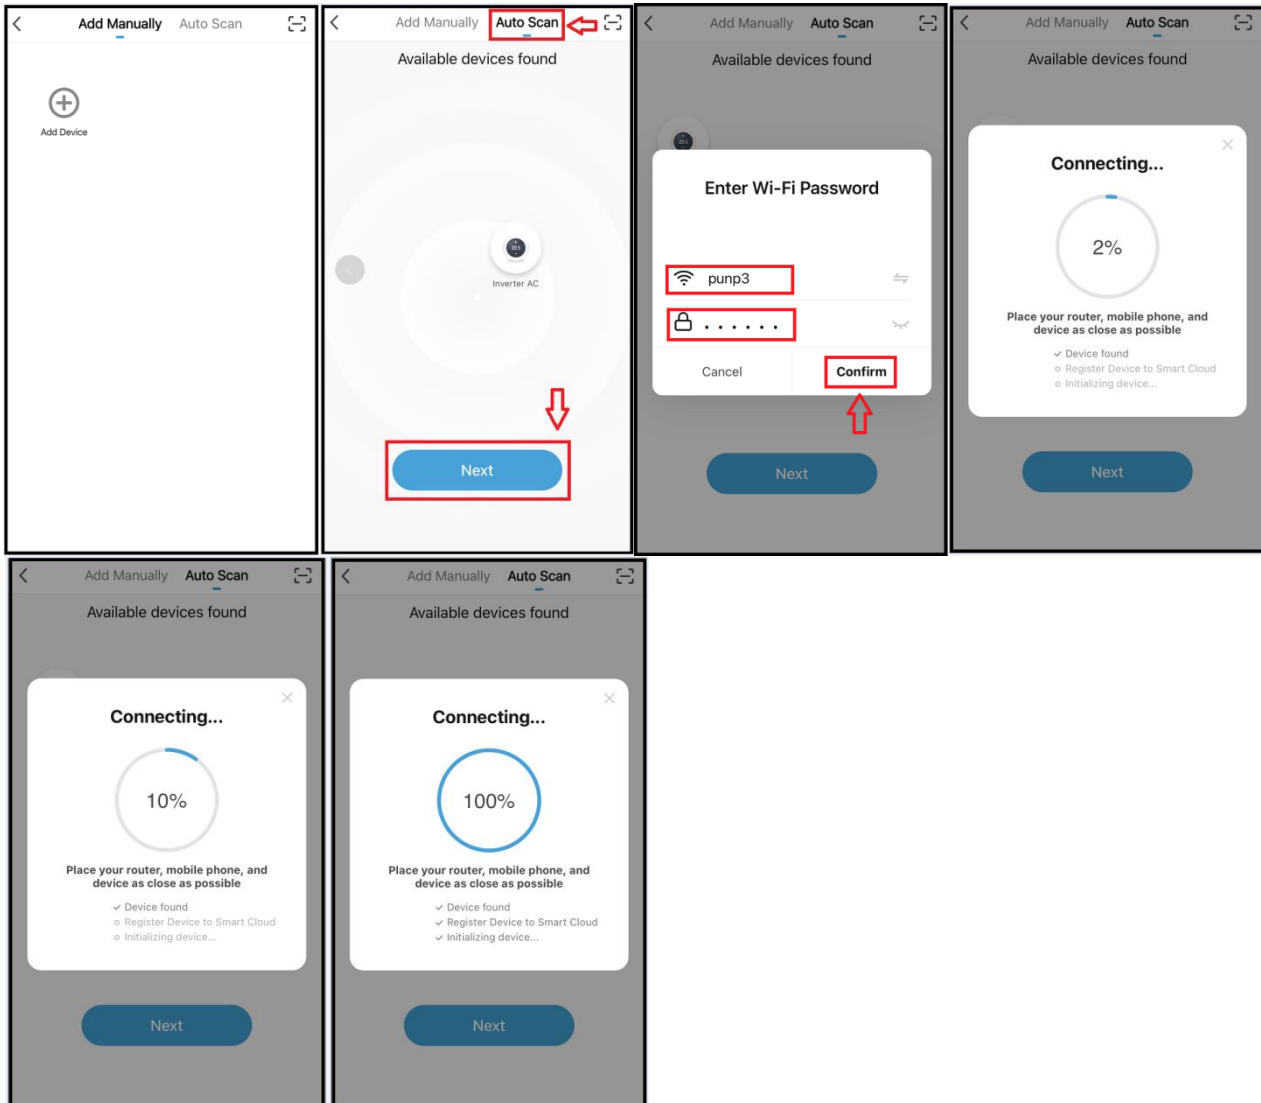 Add Manually Auto Scan
Add Device
Add Manually Auto Scan
Available devices found
20.5
Inverter AC
Next
Add Manually Auto Scan
Available devices found
20.5
Enter Wi-Fi Password
punp3
Cancel Confirm
Next
Add Manually Auto Scan
Available devices found
Connecting...
2%
Place your router, mobile phone, and
device as close as possible
Device found
Register Device to Smart Cloud
Initializing device...
Next
Add Manually Auto Scan
Available devices found
Connecting...
10%
Place your router, mobile phone, and
device as close as possible
Device found
Register Device to Smart Cloud
Initializing device...
Next
Add Manually Auto Scan
Available devices found
Connecting...
100%
Place your router, mobile phone, and
device as close as possible
Device found
Register Device to Smart Cloud
Initializing device...
Next